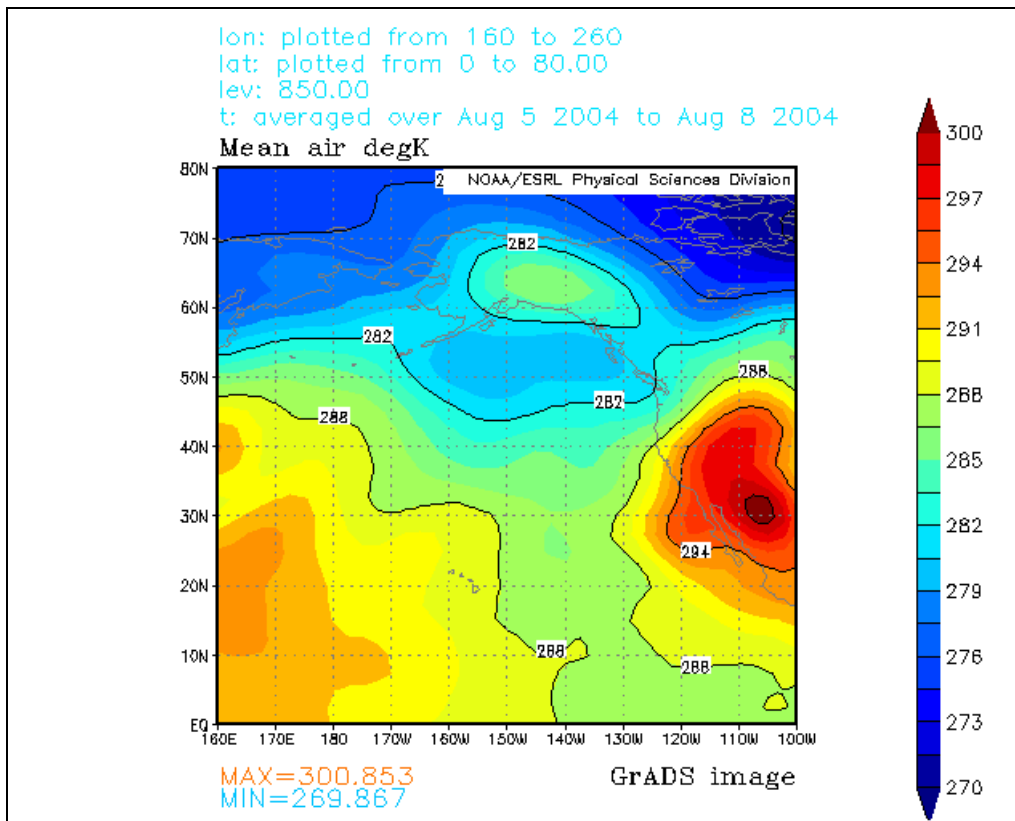 lon: plotted from 160 to 260
lat: plotted from 0 to 80.00
lev: 850.00
t: averaged over Aug 5 2004 to Aug 8 2004
Mean air degK
NOAA/ESRL Physical Sciences Division
80N
70N
60N
50N
40N
30N
20N
10N
EQ
160E 170E 180 170W 160W 150W 140W 130W 120W 110W 100W
2
282
282
288
282
288
294
288
288
300
297
294
291
288
285
282
279
276
273
270
MAX=300.853
MIN=269.867
GrADS image